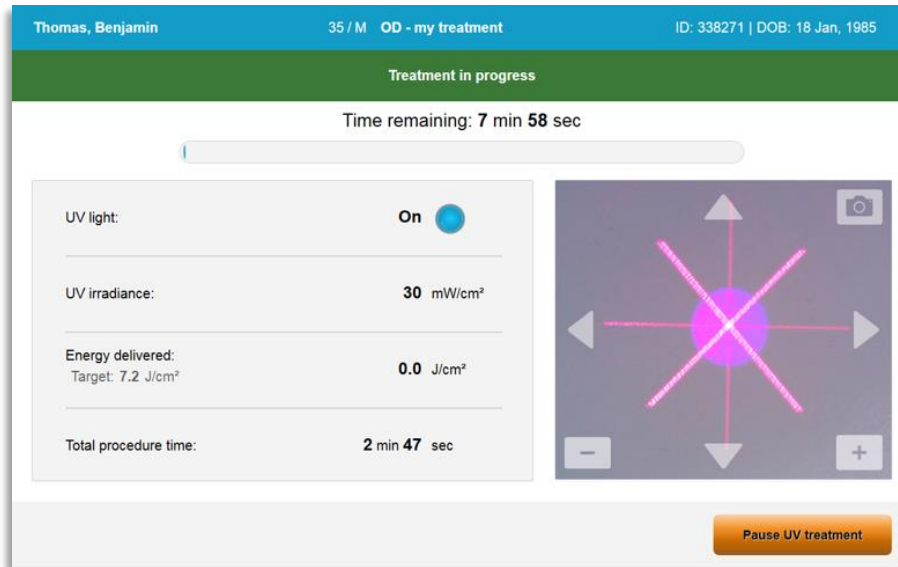 Thomas, Benjamin 35 / M OD - my treatment ID: 338271 | DOB: 18 Jan, 1985
Treatment in progress
Time remaining: 7 min 58 sec
UV light: On
UV irradiance: 30 mW/cm²
Energy delivered:
Target: 7.2 J/cm² 0.0 J/cm²
Total procedure time: 2 min 47 sec
Pause UV treatment